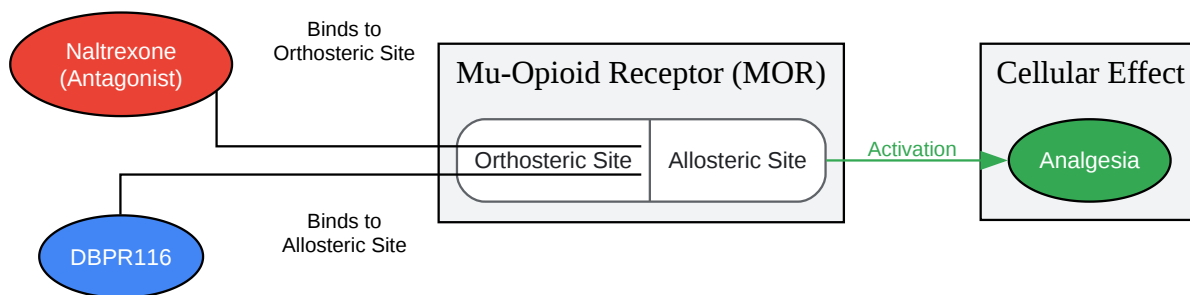 Naltrexone
(Antagonist)
Binds to
Orthosteric Site
Mu-Opioid Receptor (MOR)
Cellular Effect
Orthosteric Site
Allosteric Site
Activation
Analgesia
Binds to
Allosteric Site
DBPR116